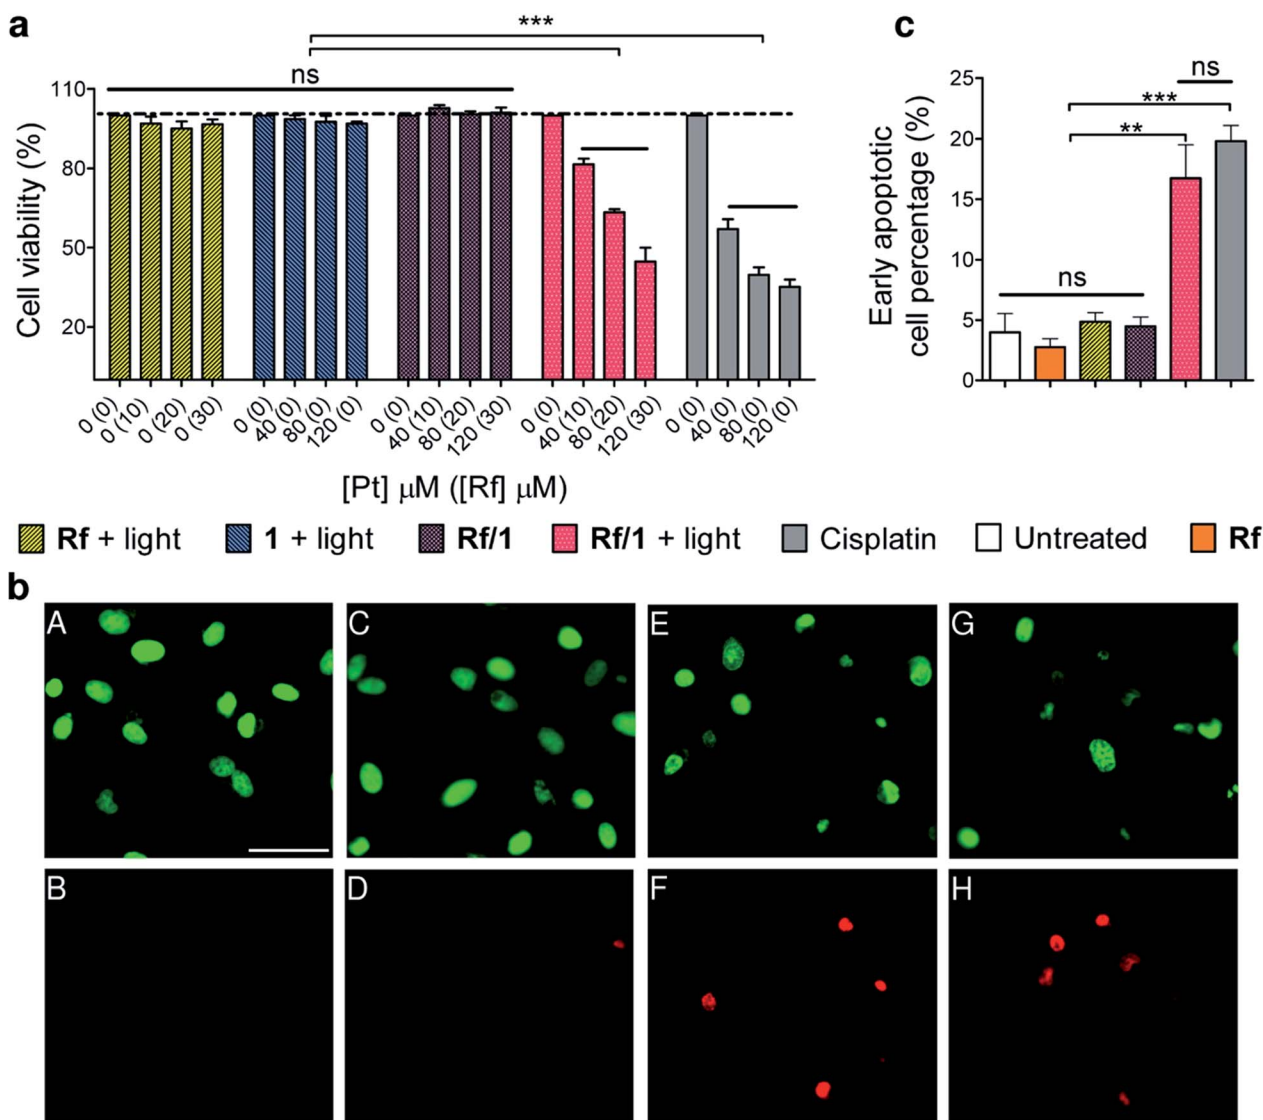 a
c
***
ns
110
80
50
20
Cell viability (%)
0 (0)
0 (10)
0 (20)
0 (30)
0 (0)
40 (0)
80 (0)
120 (0)
0 (0)
40 (10)
80 (20)
120 (30)
0 (0)
40 (10)
80 (20)
120 (30)
0 (0)
40 (0)
80 (0)
120 (0)
[Pt] μM ([Rf] μM)
ns
***
**
ns
25
20
15
10
5
0
Early apoptotic
cell percentage (%)
Rf + light
1 + light
Rf/1
Rf/1 + light
Cisplatin
Untreated
Rf
b
A
C
E
G
B
D
F
H